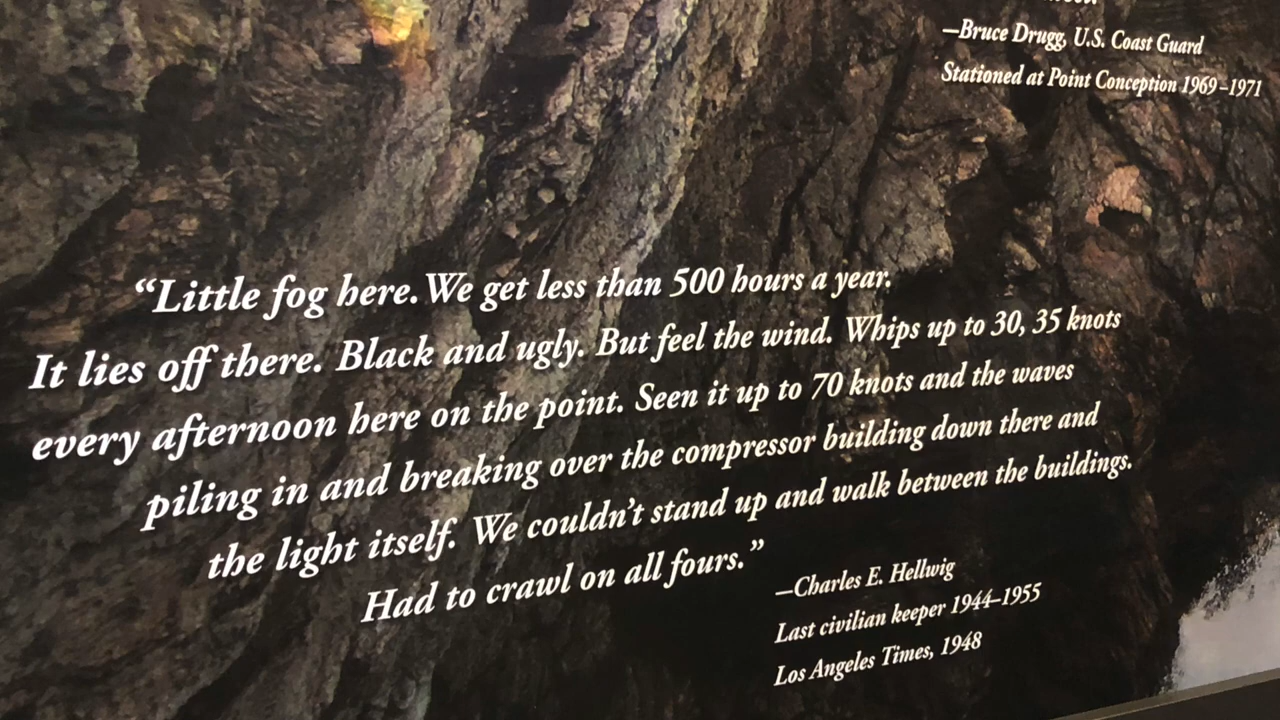 —Bruce Drugg, U.S. Coast Guard
Stationed at Point Conception 1969–1971
“Little fog here. We get less than 500 hours a year.
It lies off there. Black and ugly. But feel the wind. Whips up to 30, 35 knots
every afternoon here on the point. Seen it up to 70 knots and the waves
piling in and breaking over the compressor building down there and
the light itself. We couldn’t stand up and walk between the buildings.
Had to crawl on all fours.”
—Charles E. Hellwig
Last civilian keeper 1944–1955
Los Angeles Times, 1948